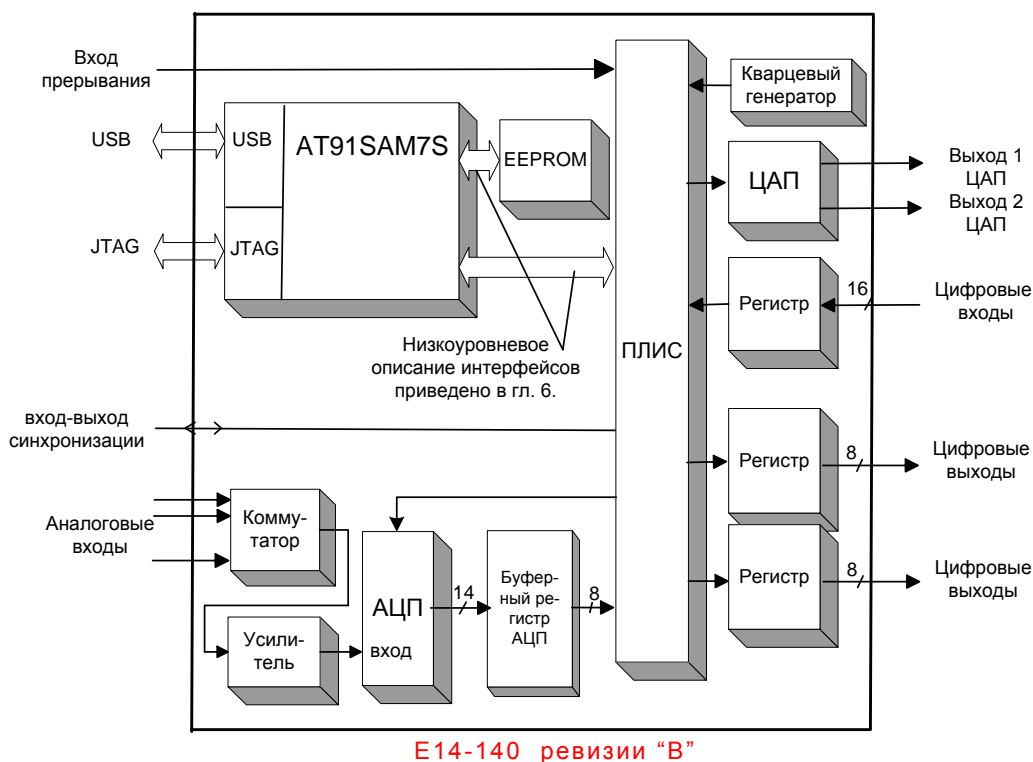 Вход
прерывания
USB
JTAG
USB
JTAG
AT91SAM7S
EEPROM
Низкоуровневое
описание интерфейсов
приведено в гл. 6.
ПЛИС
Кварцевый
генератор
ЦАП
Выход 1
ЦАП
Выход 2
ЦАП
Регистр
16
Цифровые
входы
вход-выход
синхронизации
Регистр
8
Цифровые
выходы
Аналоговые
входы
Комму-
татор
Усили-
тель
АЦП
вход
14
Буфер-
ный ре-
гистр
АЦП
8
Регистр
8
Цифровые
выходы
E14-140 ревизии “B”